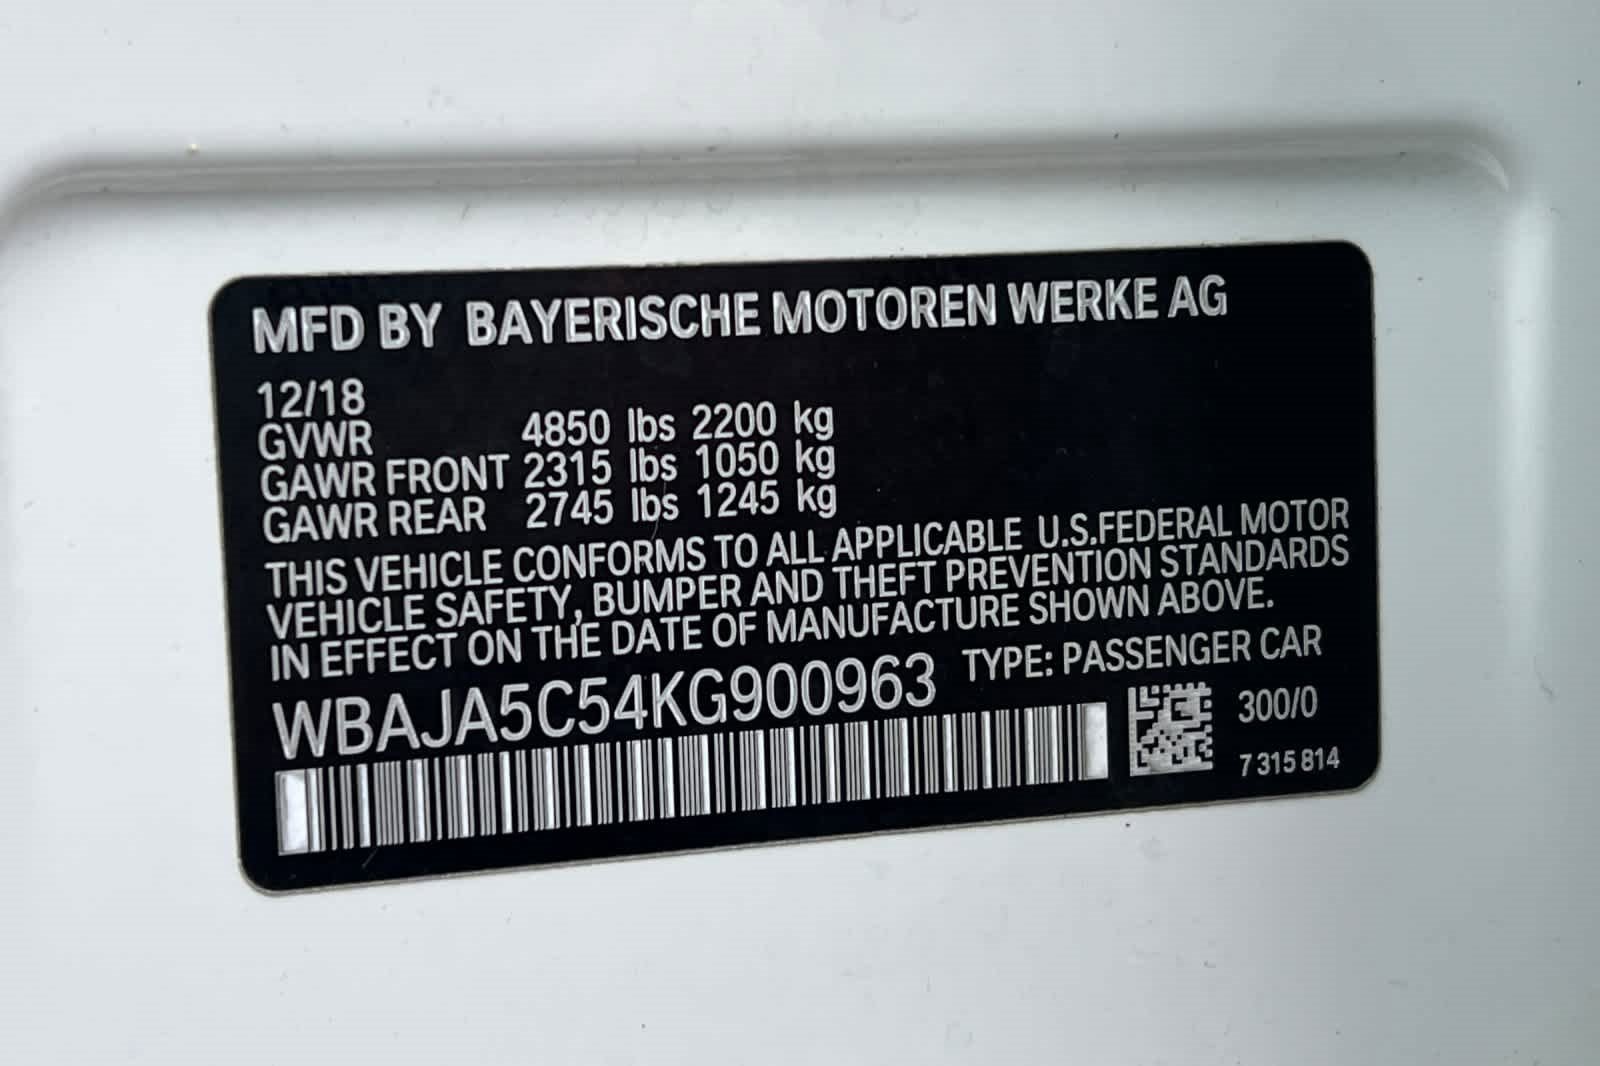 MFD BY BAYERISCHE MOTOREN WERKE AG
12/18
GVWR 4850 lbs 2200 kg
GAWR FRONT 2315 lbs 1050 kg
GAWR REAR 2745 lbs 1245 kg
THIS VEHICLE CONFORMS TO ALL APPLICABLE U.S.FEDERAL MOTOR
VEHICLE SAFETY, BUMPER AND THEFT PREVENTION STANDARDS
IN EFFECT ON THE DATE OF MANUFACTURE SHOWN ABOVE.
WBAJA5C54KG900963 TYPE: PASSENGER CAR
300/0
7 315 814